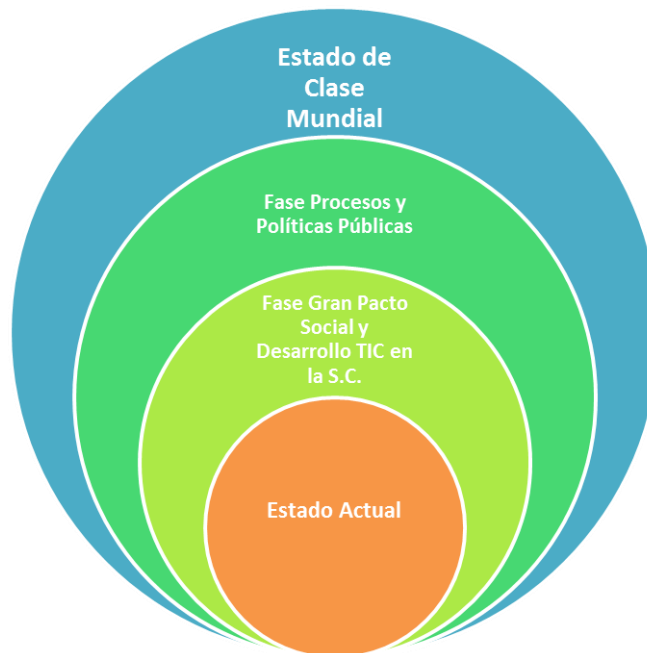 Estado de
Clase
Mundial
Fase Procesos y
Políticas Públicas
Fase Gran Pacto
Social y
Desarrollo TIC en
la S.C.
Estado Actual